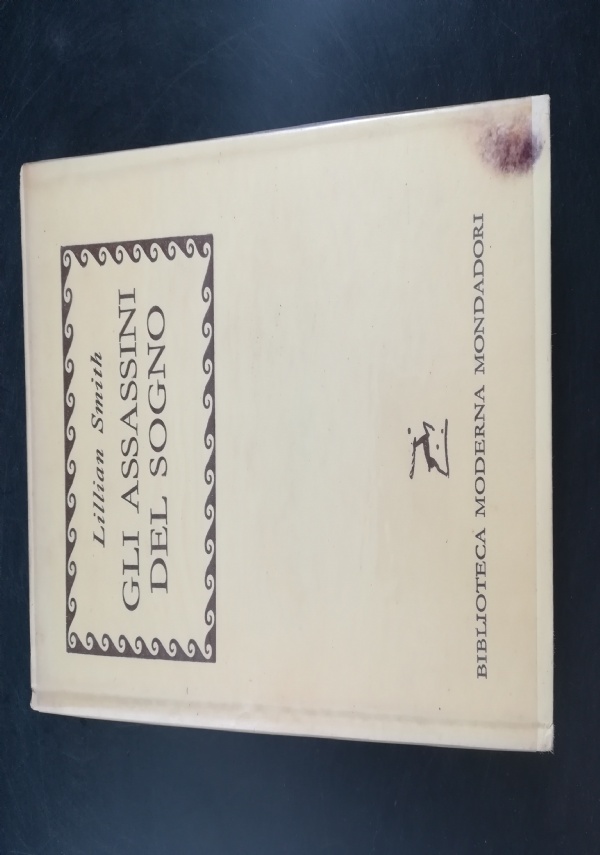 Lillian Smith
GLI ASSASSINI
DEL SOGNO
BIBLIOTECA MODERNA MONDADORI